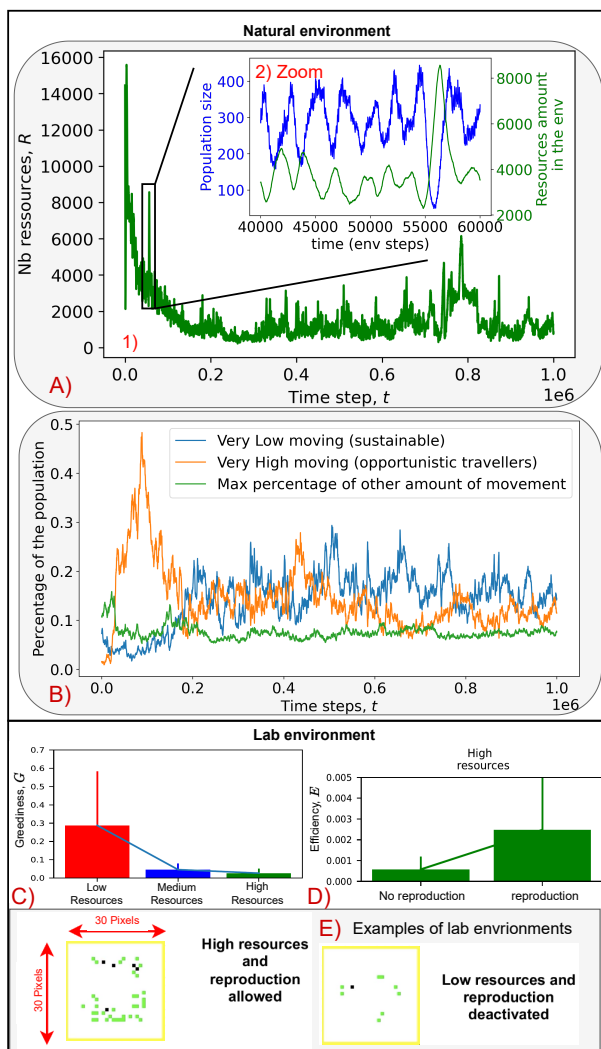 Natural environment
16000
14000
12000
10000
8000
6000
4000
2000
0
Nb ressources, R
0.0
0.2
0.4
0.6
0.8
1.0
1e6
Time step, t
1)
A)
2) Zoom
400
300
200
100
Population size
8000
6000
4000
2000
Resources amount
in the env
40000
45000
50000
55000
60000
time (env steps)
0.5
0.4
0.3
0.2
0.1
0.0
Percentage of the population
Very Low moving (sustainable)
Very High moving (opportunistic travellers)
Max percentage of other amount of movement
0.0
0.2
0.4
0.6
0.8
1.0
1e6
Time steps, t
B)
Lab environment
0.7
0.6
0.5
0.4
0.3
0.2
0.1
0.0
Greediness, G
Low
Resources
Medium
Resources
High
Resources
C)
High
resources
0.005
0.004
0.003
0.002
0.001
0.000
Efficiency, E
No reproduction
reproduction
D)
30 Pixels
30 Pixels
High resources
and
reproduction
allowed
E) Examples of lab envrionments
Low resources and
reproduction
deactivated